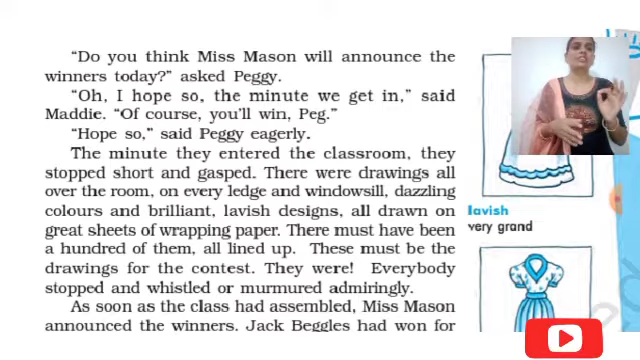 “Do you think Miss Mason will announce the
winners today?” asked Peggy.
“Oh, I hope so, the minute we get in,” said
Maddie. “Of course, you’ll win, Peg.”
“Hope so,” said Peggy eagerly.
The minute they entered the classroom, they
stopped short and gasped. There were drawings all
over the room, on every ledge and windowsill, dazzling
colours and brilliant, lavish designs, all drawn on
great sheets of wrapping paper. There must have been
a hundred of them, all lined up. These must be the
drawings for the contest. They were! Everybody
stopped and whistled or murmured admiringly.
As soon as the class had assembled, Miss Mason
announced the winners. Jack Beggles had won for
lavish
very grand